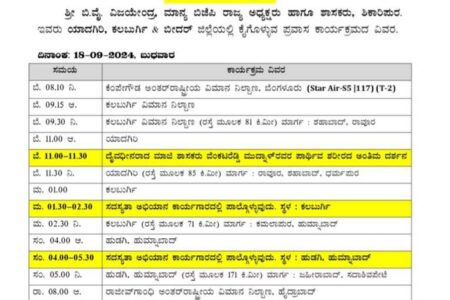 ಶ್ರೀ ಬಿ.ವೈ. ವಿಜಯೇಂದ್ರ, ಮಾನ್ಯ ಬಿಜೆಪಿ ರಾಜ್ಯ ಅಧ್ಯಕ್ಷರು ಹಾಗೂ ಶಾಸಕರು, ಶಿಕಾರಿಪುರ.
ಇವರು ಯಾದಗಿರಿ, ಕಲಬುರ್ಗಿ & ಬೀದರ್ ಜಿಲ್ಲೆಯಲ್ಲಿ ಕೈಗೊಳ್ಳುವ ಪ್ರವಾಸ ಕಾರ್ಯಕ್ರಮದ ವಿವರ.
ದಿನಾಂಕ: 18-09-2024, ಬುಧವಾರ
ಸಮಯ ಕಾರ್ಯಕ್ರಮ ವಿವರ
ಬೆ. 08.10 ನಿ. ಕೆಂಪೇಗೌಡ ಅಂತರ್‌ರಾಷ್ಟ್ರೀಯ ವಿಮಾನ ನಿಲ್ದಾಣ, ಬೆಂಗಳೂರು (Star Air-S5 |117) (T-2)
ಬೆ. 09.15 ಆ. ಕಲಬುರ್ಗಿ ವಿಮಾನ ನಿಲ್ದಾಣ
ಬೆ. 09.30 ನಿ. ಕಲಬುರ್ಗಿ ವಿಮಾನ ನಿಲ್ದಾಣ (ರಸ್ತೆ ಮೂಲಕ 81 ಕಿ.ಮೀ) ಮಾರ್ಗ : ಶಹಾಬಾದ್, ರಾವೂರ
ಬೆ. 11.00 ಆ. ಯಾದಗಿರಿ
ಬೆ. 11.00-11.30 ದೈವಾಧೀನರಾದ ಮಾಜಿ ಶಾಸಕರು ವೆಂಕಟರೆಡ್ಡಿ ಮುದ್ನಾಳ್‌ರವರ ಪಾರ್ಥಿವ ಶರೀರದ ಅಂತಿಮ ದರ್ಶನ
ಬೆ. 11.30 ನಿ. ಯಾದಗಿರಿ (ರಸ್ತೆ ಮೂಲಕ 85 ಕಿ.ಮೀ) ಮಾರ್ಗ : ರಾವೂರ, ಶಹಾಬಾದ್, ಧರ್ಮಪುರ
ಮ. 01.00 ಕಲಬುರ್ಗಿ
ಮ. 01.30-02.30 ಸದಸ್ಯತಾ ಅಭಿಯಾನ ಕಾರ್ಯಗಾರದಲ್ಲಿ ಪಾಲ್ಗೊಳ್ಳುವುದು. ಸ್ಥಳ : ಕಲಬುರ್ಗಿ
ಮ. 02.30 ನಿ. ಕಲಬುರ್ಗಿ (ರಸ್ತೆ ಮೂಲಕ 71 ಕಿ.ಮೀ) ಮಾರ್ಗ : ಕಮಲಾಪುರ, ಹುಮ್ನಾಬಾದ್
ಸಂ. 04.00 ಆ. ಹುಡಗಿ, ಹುಮ್ನಾಬಾದ್
ಸಂ. 04.00-05.30 ಸದಸ್ಯತಾ ಅಭಿಯಾನ ಕಾರ್ಯಗಾರದಲ್ಲಿ ಪಾಲ್ಗೊಳ್ಳುವುದು. ಸ್ಥಳ : ಹುಡಗಿ, ಹುಮ್ನಾಬಾದ್
ಸಂ. 05.30 ನಿ. ಹುಡಗಿ, ಹುಮ್ನಾಬಾದ್ (ರಸ್ತೆ ಮೂಲಕ 171 ಕಿ.ಮೀ) ಮಾರ್ಗ : ಜಹೀರಾಬಾದ್, ಸದಾಶಿವಪೇಟೆ
ರಾ. 08.00 ಆ. ರಾಜೀವ್‌ಗಾಂಧಿ ಅಂತರ್‌ರಾಷ್ಟ್ರೀಯ ವಿಮಾನ ನಿಲ್ದಾಣ, ಹೈದ್ರಾಬಾದ್